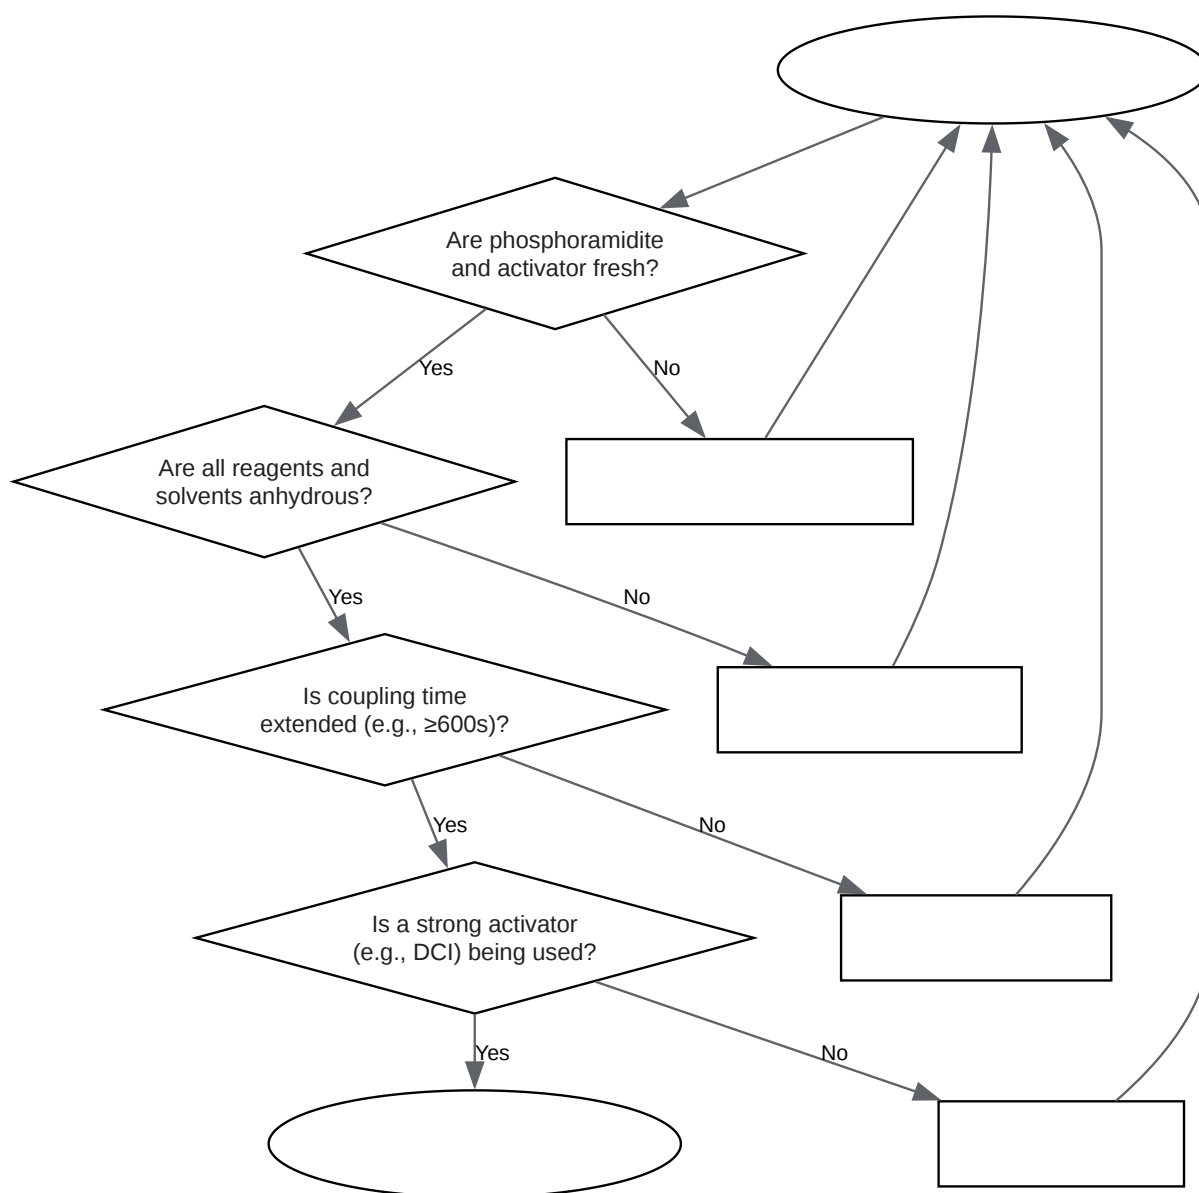 Are phosphoramidite
and activator fresh?
Yes
No
Are all reagents and
solvents anhydrous?
Yes
No
Is coupling time
extended (e.g., ≥600s)?
Yes
No
Is a strong activator
(e.g., DCI) being used?
Yes
No